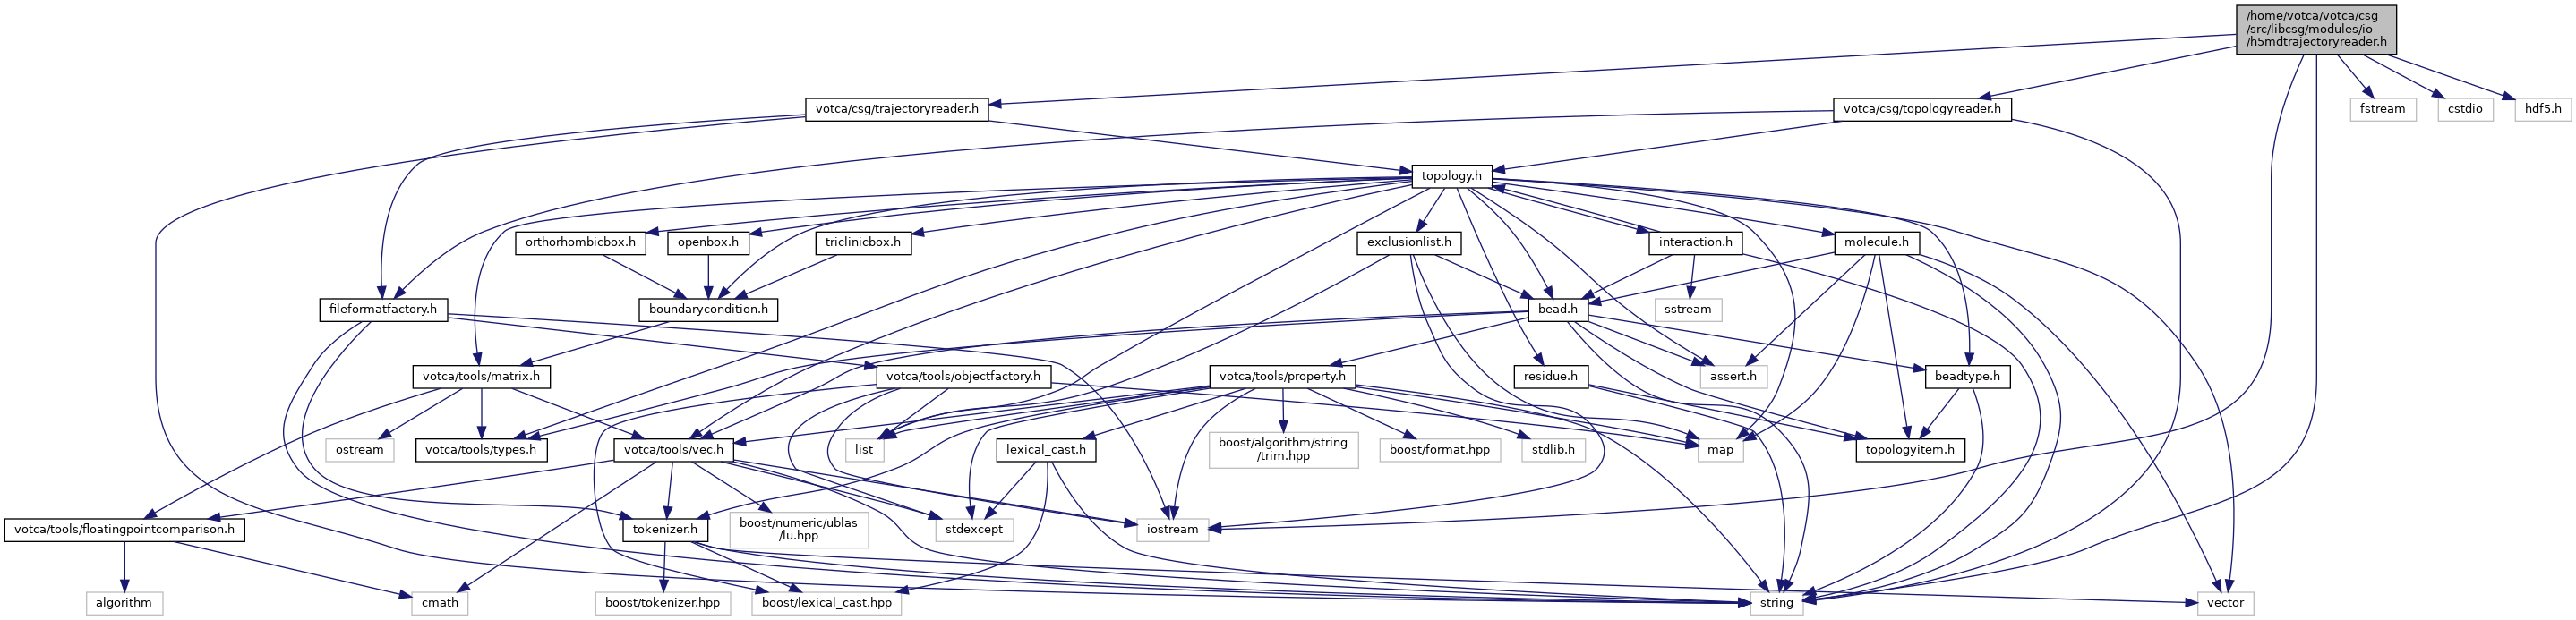 /home/votca/votca/csg
/src/libcsg/modules/io
/h5mdtrajectoryreader.h
votca/csg/trajectoryreader.h
votca/csg/topologyreader.h
fstream
cstdio
hdf5.h
topology.h
orthorhombicbox.h
openbox.h
triclinicbox.h
exclusionlist.h
interaction.h
molecule.h
fileformatfactory.h
boundarycondition.h
bead.h
sstream
votca/tools/matrix.h
votca/tools/objectfactory.h
votca/tools/property.h
residue.h
assert.h
beadtype.h
ostream
votca/tools/types.h
votca/tools/vec.h
list
lexical_cast.h
boost/algorithm/string
/trim.hpp
boost/format.hpp
stdlib.h
map
topologyitem.h
votca/tools/floatingpointcomparison.h
tokenizer.h
boost/numeric/ublas
/lu.hpp
stdexcept
iostream
algorithm
cmath
boost/tokenizer.hpp
boost/lexical_cast.hpp
string
vector